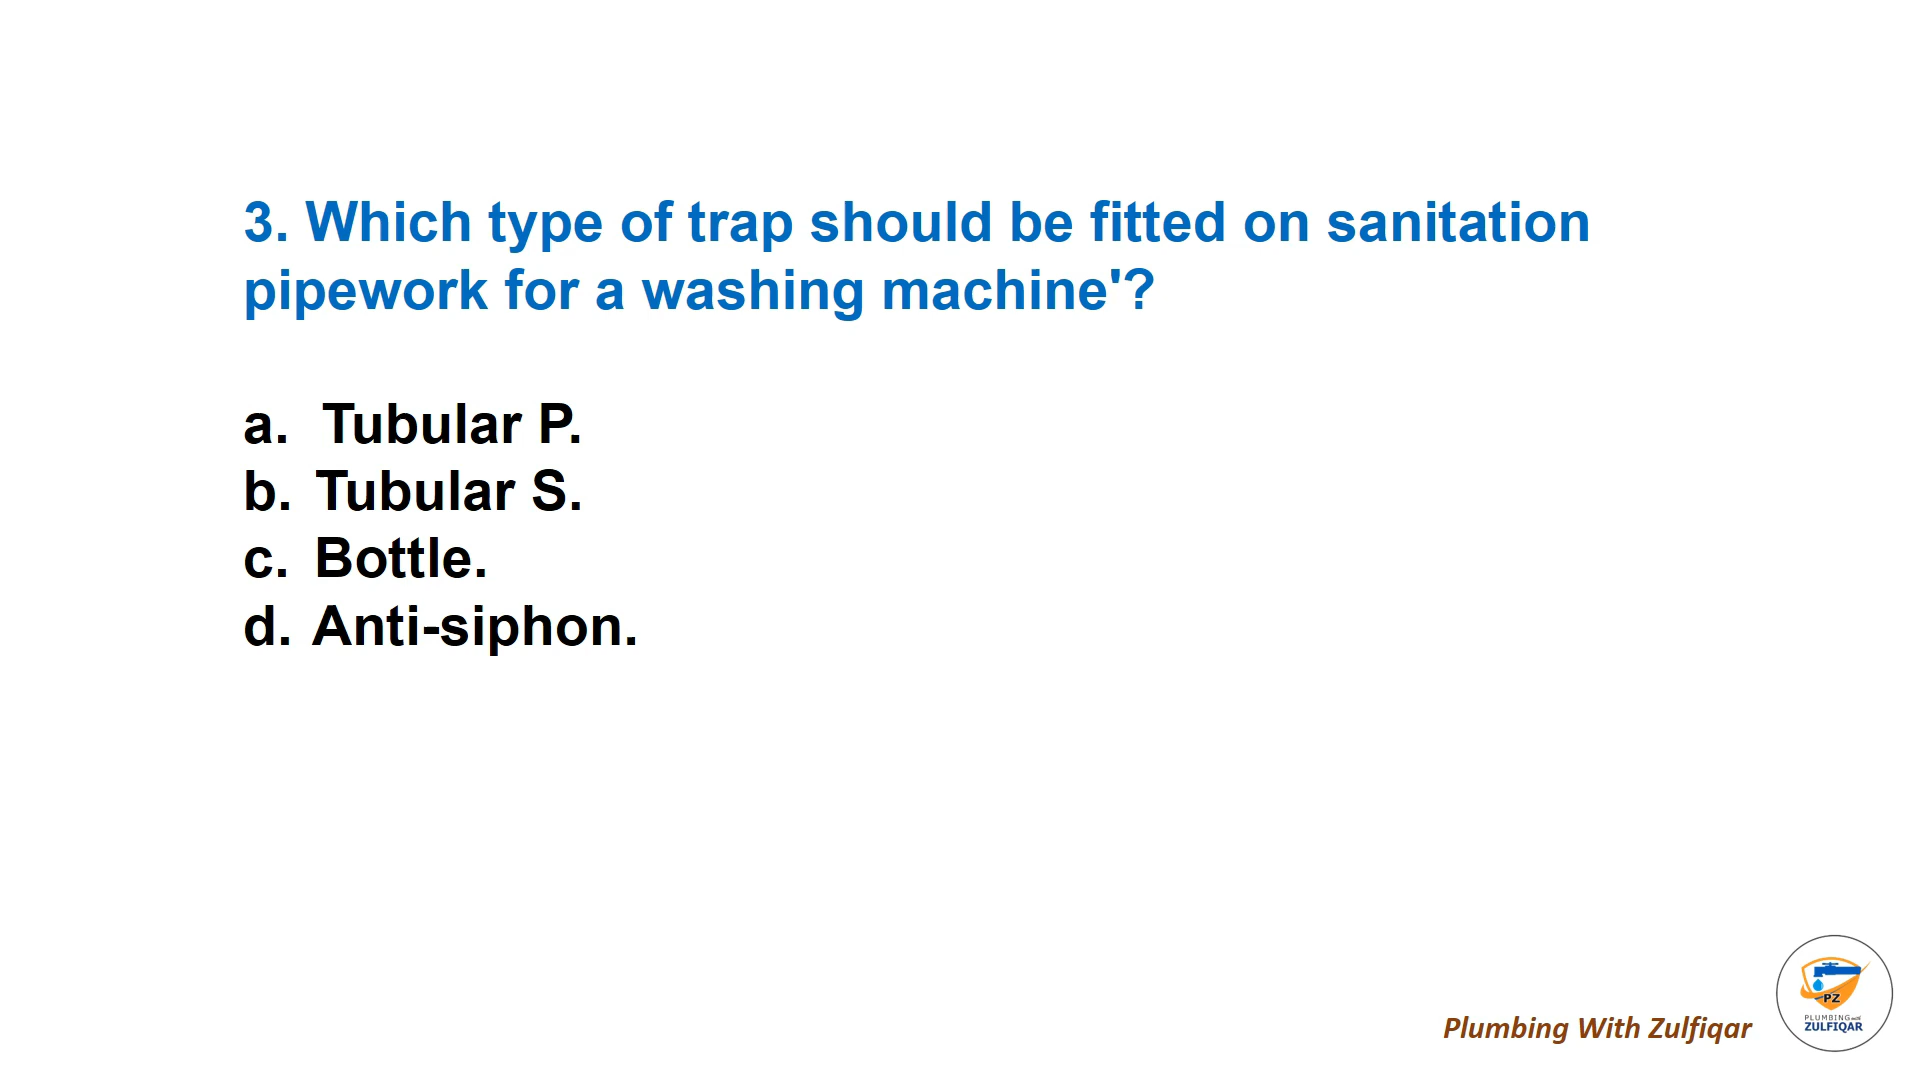 3. Which type of trap should be fitted on sanitation
pipework for a washing machine'?
a. Tubular P.
b. Tubular S.
c. Bottle.
d. Anti-siphon.
Plumbing With Zulfiqar
PZ
PLUMBING with
ZULFIQAR